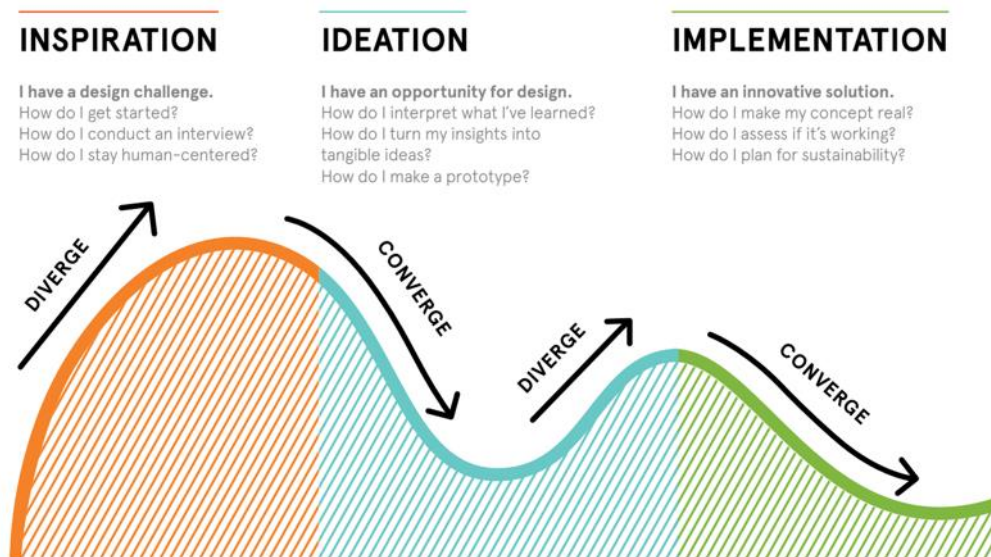 INSPIRATION
I have a design challenge.
How do I get started?
How do I conduct an interview?
How do I stay human-centered?
IDEATION
I have an opportunity for design.
How do I interpret what I've learned?
How do I turn my insights into
tangible ideas?
How do I make a prototype?
IMPLEMENTATION
I have an innovative solution.
How do I make my concept real?
How do I assess if it's working?
How do I plan for sustainability?
DIVERGE
CONVERGE
DIVERGE
CONVERGE